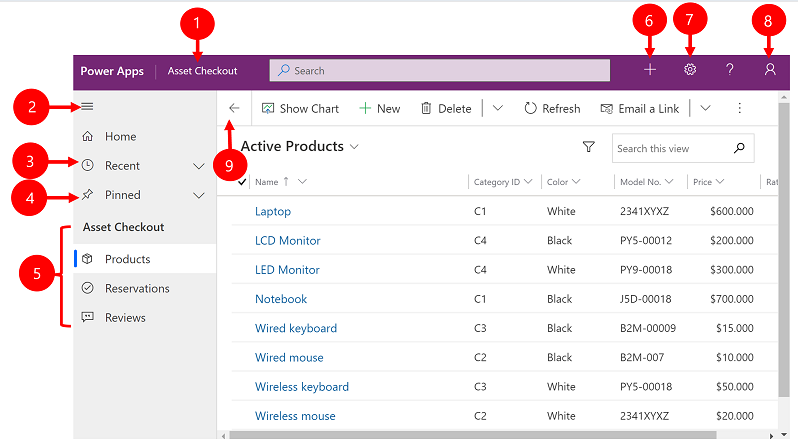 1
6
7
8
Power Apps Asset Checkout Search ?
2
Show Chart New Delete Refresh Email a Link
Home
9
Active Products Search this view
3
Recent
4
Pinned
Name Category ID Color Model No. Price Rat
5
Asset Checkout
Products
Reservations
Reviews
Laptop C1 White 2341XYXZ $600.000
LCD Monitor C4 Black PY5-00012 $200.000
LED Monitor C4 White PY9-00018 $300.000
Notebook C1 Black J5D-00018 $700.000
Wired keyboard C3 Black B2M-00009 $15.000
Wired mouse C2 Black B2M-007 $10.000
Wireless keyboard C3 White PY5-00018 $50.000
Wireless mouse C2 White 2341XYXZ $20.000